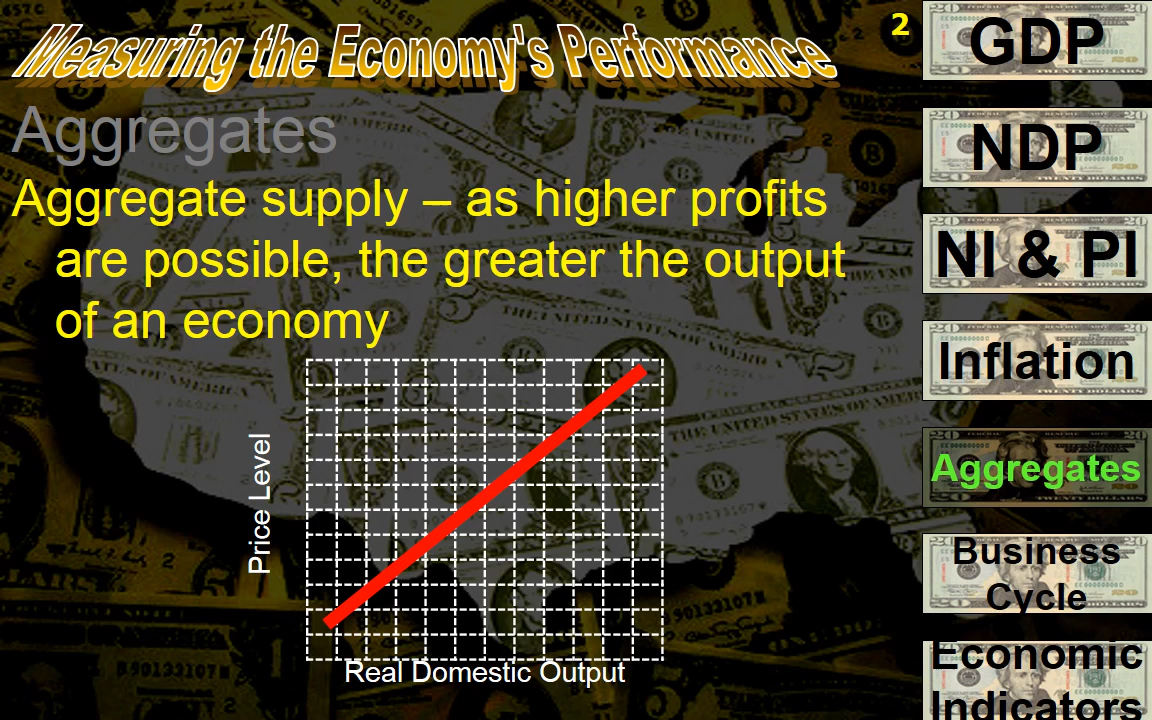 Measuring the Economy's Performance
2
Aggregates
Aggregate supply – as higher profits
are possible, the greater the output
of an economy
Price Level
Real Domestic Output
GDP
NDP
NI & PI
Inflation
Aggregates
Business
Cycle
Economic
Indicators